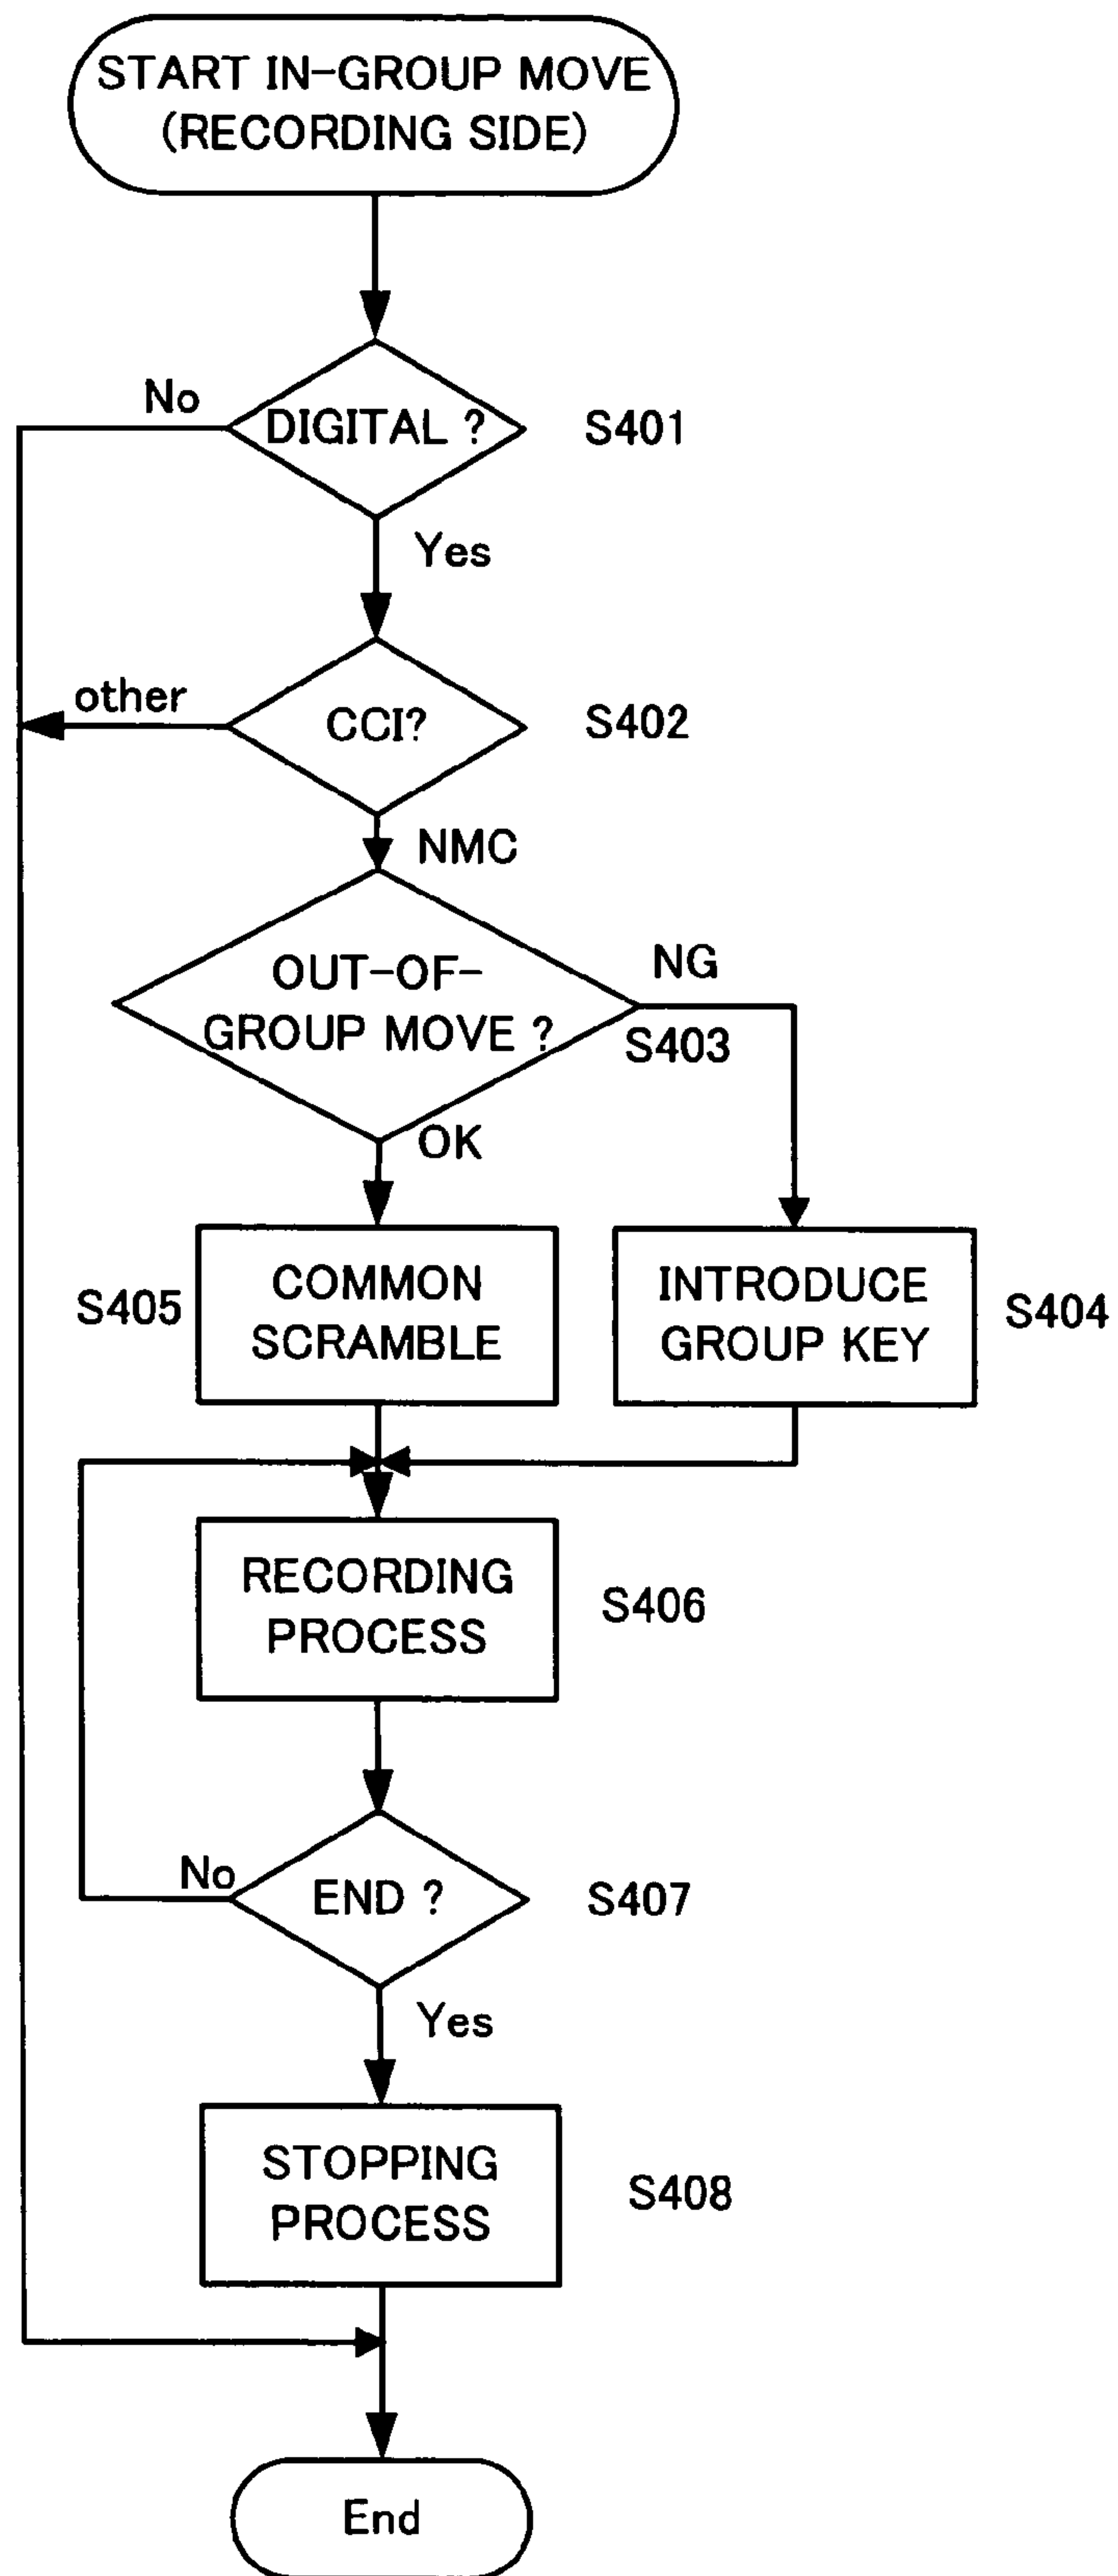 START IN-GROUP MOVE
(RECORDING SIDE)
No
DIGITAL ?
S401
Yes
other
CCI?
S402
NMC
OUT-OF-
GROUP MOVE ?
NG
S403
OK
S405
COMMON
SCRAMBLE
INTRODUCE
GROUP KEY
S404
RECORDING
PROCESS
S406
No
END ?
S407
Yes
STOPPING
PROCESS
S408
End